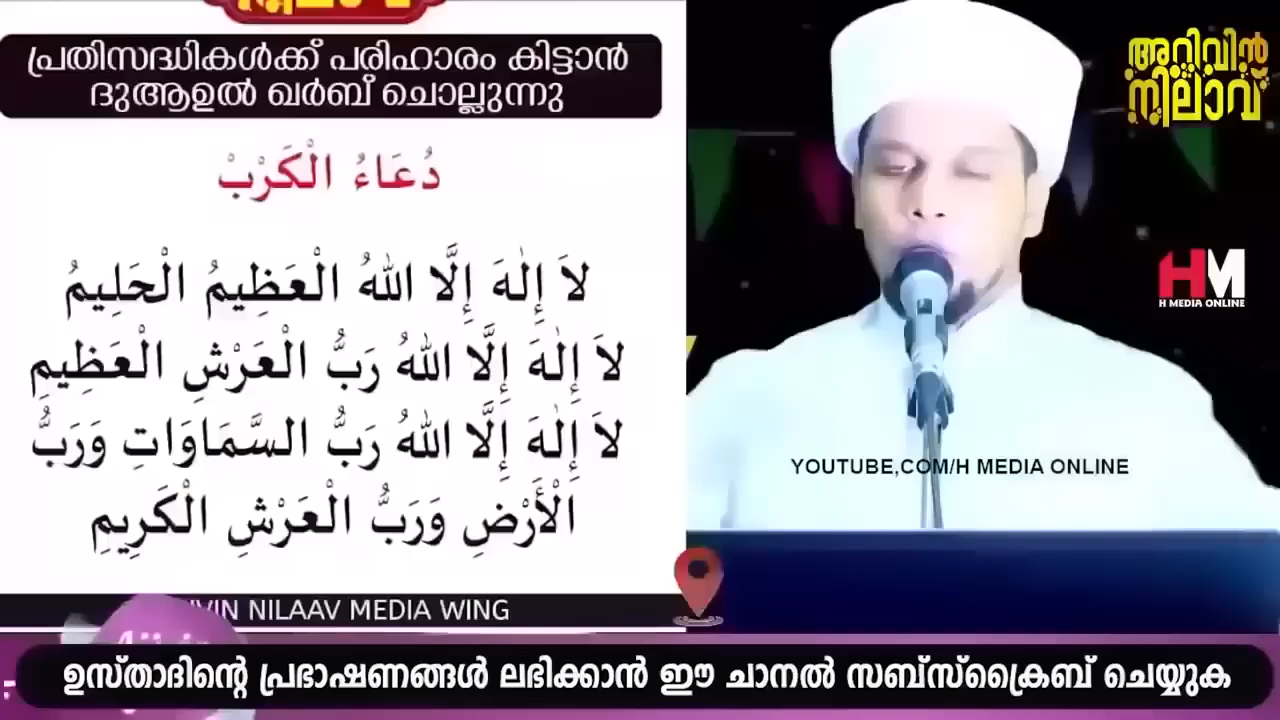 പ്രതിസദ്ധികൾക്ക് പരിഹാരം കിട്ടാൻ
ദുആഉൽ ഖർബ് ചൊല്ലുന്നു
دُعَاءُ الْكَرْبْ
لاَ إِلٰهَ إِلَّا اللهُ الْعَظِيمُ الْحَلِيمُ
لاَ إِلٰهَ إِلَّا اللهُ رَبُّ الْعَرْشِ الْعَظِيمِ
لاَ إِلٰهَ إِلَّا اللهُ رَبُّ السَّمَاوَاتِ وَرَبُّ
الْأَرْضِ وَرَبُّ الْعَرْشِ الْكَرِيمِ
NILAAV MEDIA WING
അറിവിൻ
നിലാവ്
HM
H MEDIA ONLINE
YOUTUBE,COM/H MEDIA ONLINE
ഉസ്താദിന്റെ പ്രഭാഷണങ്ങൾ ലഭിക്കാൻ ഈ ചാനൽ സബ്സ്ക്രൈബ് ചെയ്യുക